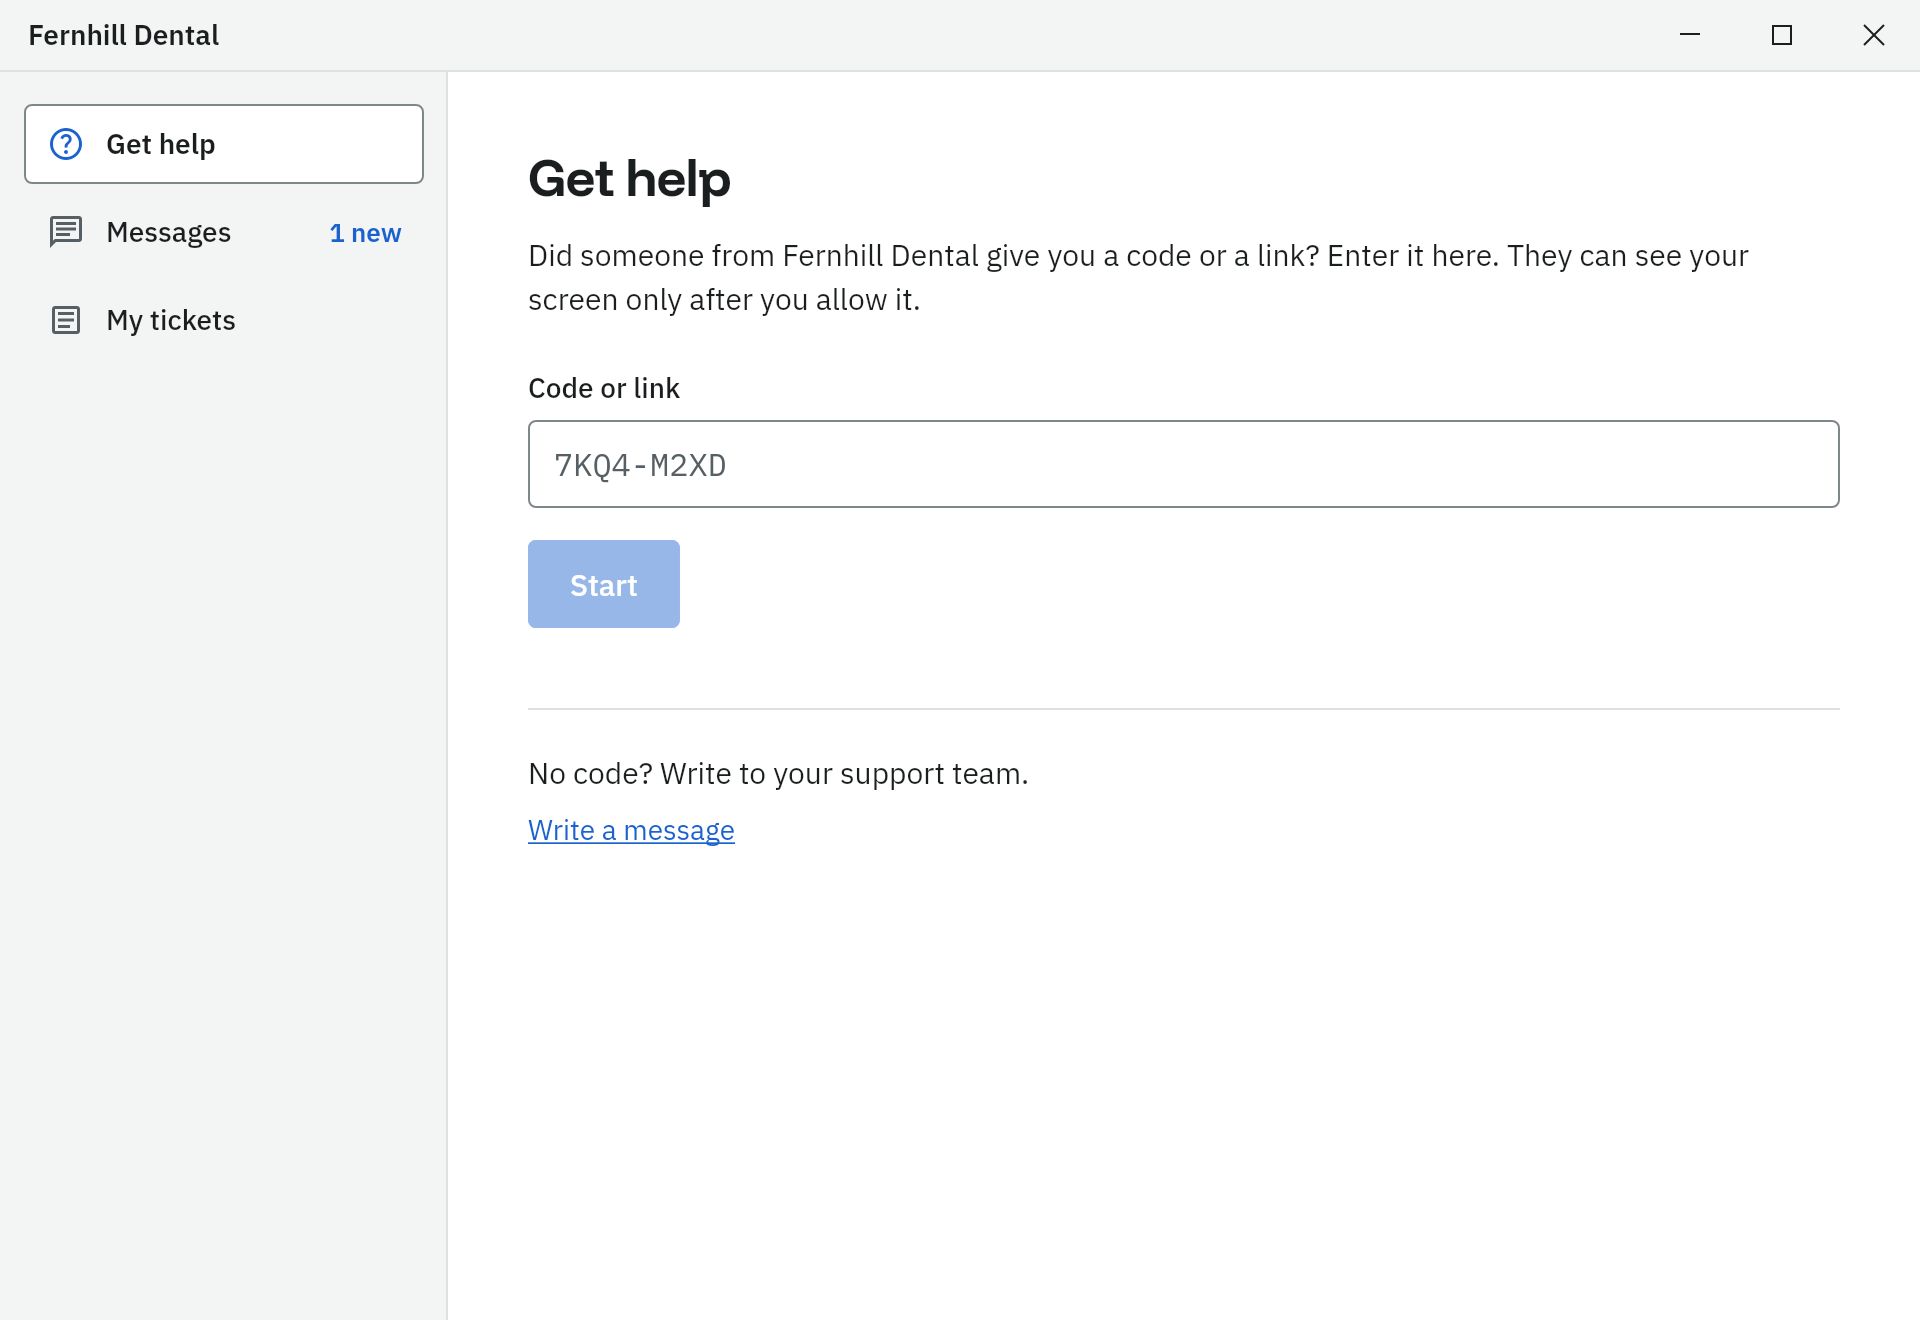 Fernhill Dental
Get help
Messages
1 new
My tickets
Get help
Did someone from Fernhill Dental give you a code or a link? Enter it here. They can see your
screen only after you allow it.
Code or link
7KQ4-M2XD
Start
No code? Write to your support team.
Write a message